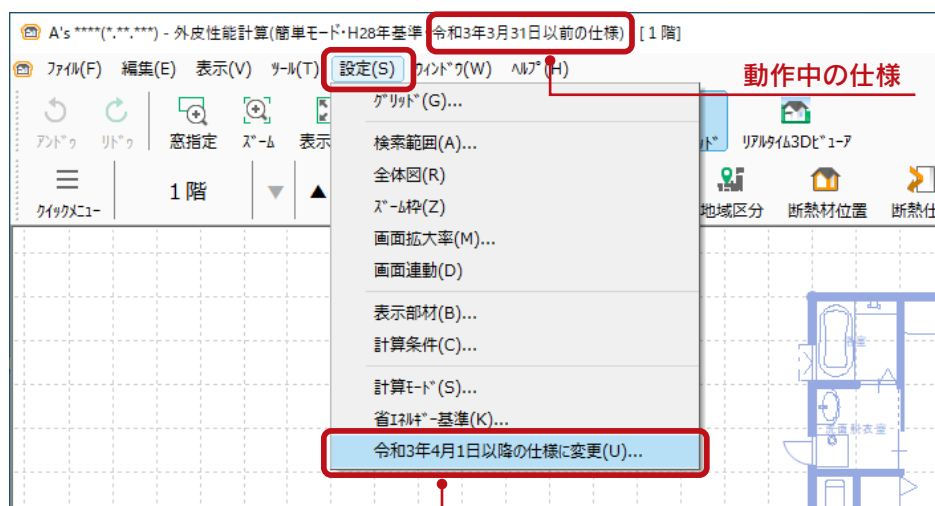 A's ****(*.**.***) - 外皮性能計算(簡単モード・H28年基準・令和3年3月31日以前の仕様) [1階]
ﾌｧｲﾙ(F) 編集(E) 表示(V) ﾂｰﾙ(T) 設定(S) ｳｨﾝﾄﾞｳ(W) ﾍﾙﾌﾟ(H)
動作中の仕様
ｱﾝﾄﾞｩ ﾘﾄﾞｩ 窓指定 ｽﾞｰﾑ 表示 ﾘｱﾙﾀｲﾑ3Dﾋﾞｭｰｱ
ｸｲｯｸﾒﾆｭｰ 1階 地域区分 断熱材位置 断熱仕
ｸﾞﾘｯﾄﾞ(G)...
検索範囲(A)...
全体図(R)
ｽﾞｰﾑ枠(Z)
画面拡大率(M)...
画面連動(D)
表示部材(B)...
計算条件(C)...
計算ﾓｰﾄﾞ(S)...
省ｴﾈﾙｷﾞｰ基準(K)...
令和3年4月1日以降の仕様に変更(U)...
浴室
洗面脱衣室